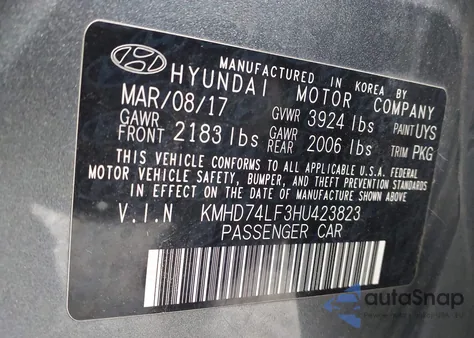 MANUFACTURED IN KOREA BY
HYUNDAI MOTOR COMPANY
MAR/08/17 GVWR 3924 lbs PAINT UYS
GAWR FRONT 2183 lbs GAWR REAR 2006 lbs TRIM PKG
THIS VEHICLE CONFORMS TO ALL APPLICABLE U.S.A. FEDERAL
MOTOR VEHICLE SAFETY, BUMPER, AND THEFT PREVENTION STANDARDS
IN EFFECT ON THE DATE OF MANUFACTURE SHOWN ABOVE.
V.I.N KMHD74LF3HU423823
PASSENGER CAR
autoSnap